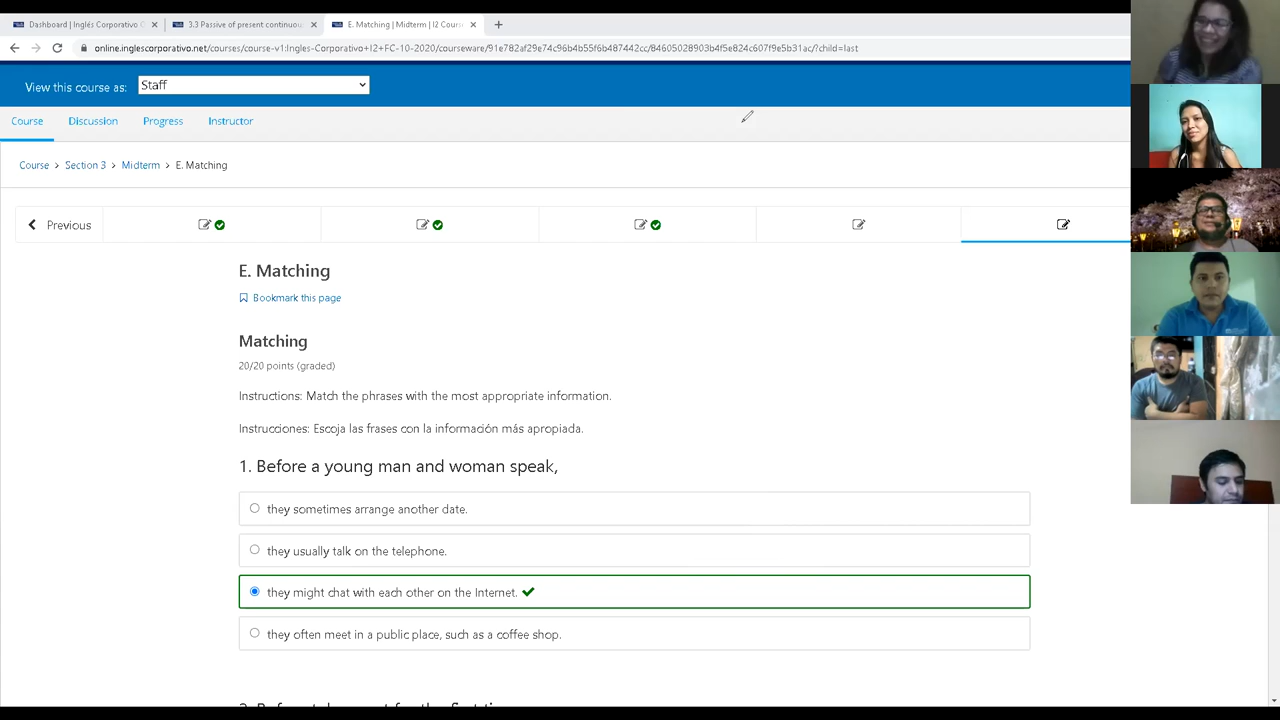 Dashboard | Inglés Corporativo
3.3 Passive of present continuou
E. Matching | Midterm | I2 Cours
online.inglescorporativo.net/courses/course-v1:Ingles-Corporativo+I2+FC-10-2020/courseware/91e782af29e74c96b4b55f6b487442cc/84605028903b4f5e824c607f9e5b31ac/?child=last
View this course as: Staff
Course Discussion Progress Instructor
Course > Section 3 > Midterm > E. Matching
Previous
E. Matching
Bookmark this page
Matching
20/20 points (graded)
Instructions: Match the phrases with the most appropriate information.
Instrucciones: Escoja las frases con la información más apropiada.
1. Before a young man and woman speak,
they sometimes arrange another date.
they usually talk on the telephone.
they might chat with each other on the Internet.
they often meet in a public place, such as a coffee shop.